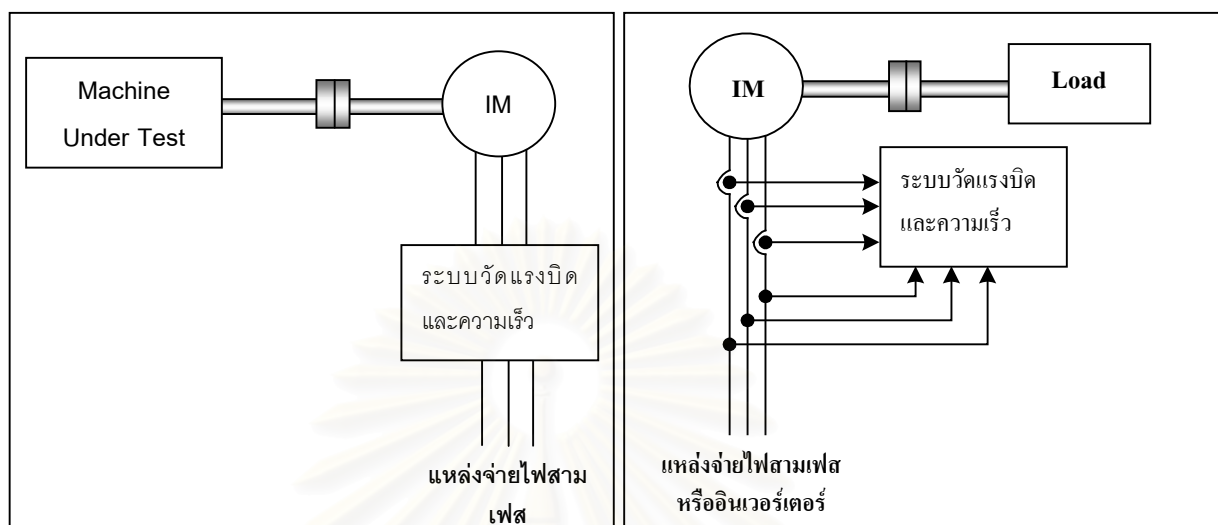 Machine
Under Test
IM
ระบบวัดแรงบิด
และความเร็ว
แหล่งจ่ายไฟสาม
เฟส
IM
Load
ระบบวัดแรงบิด
และความเร็ว
แหล่งจ่ายไฟสามเฟส
หรืออินเวอร์เตอร์